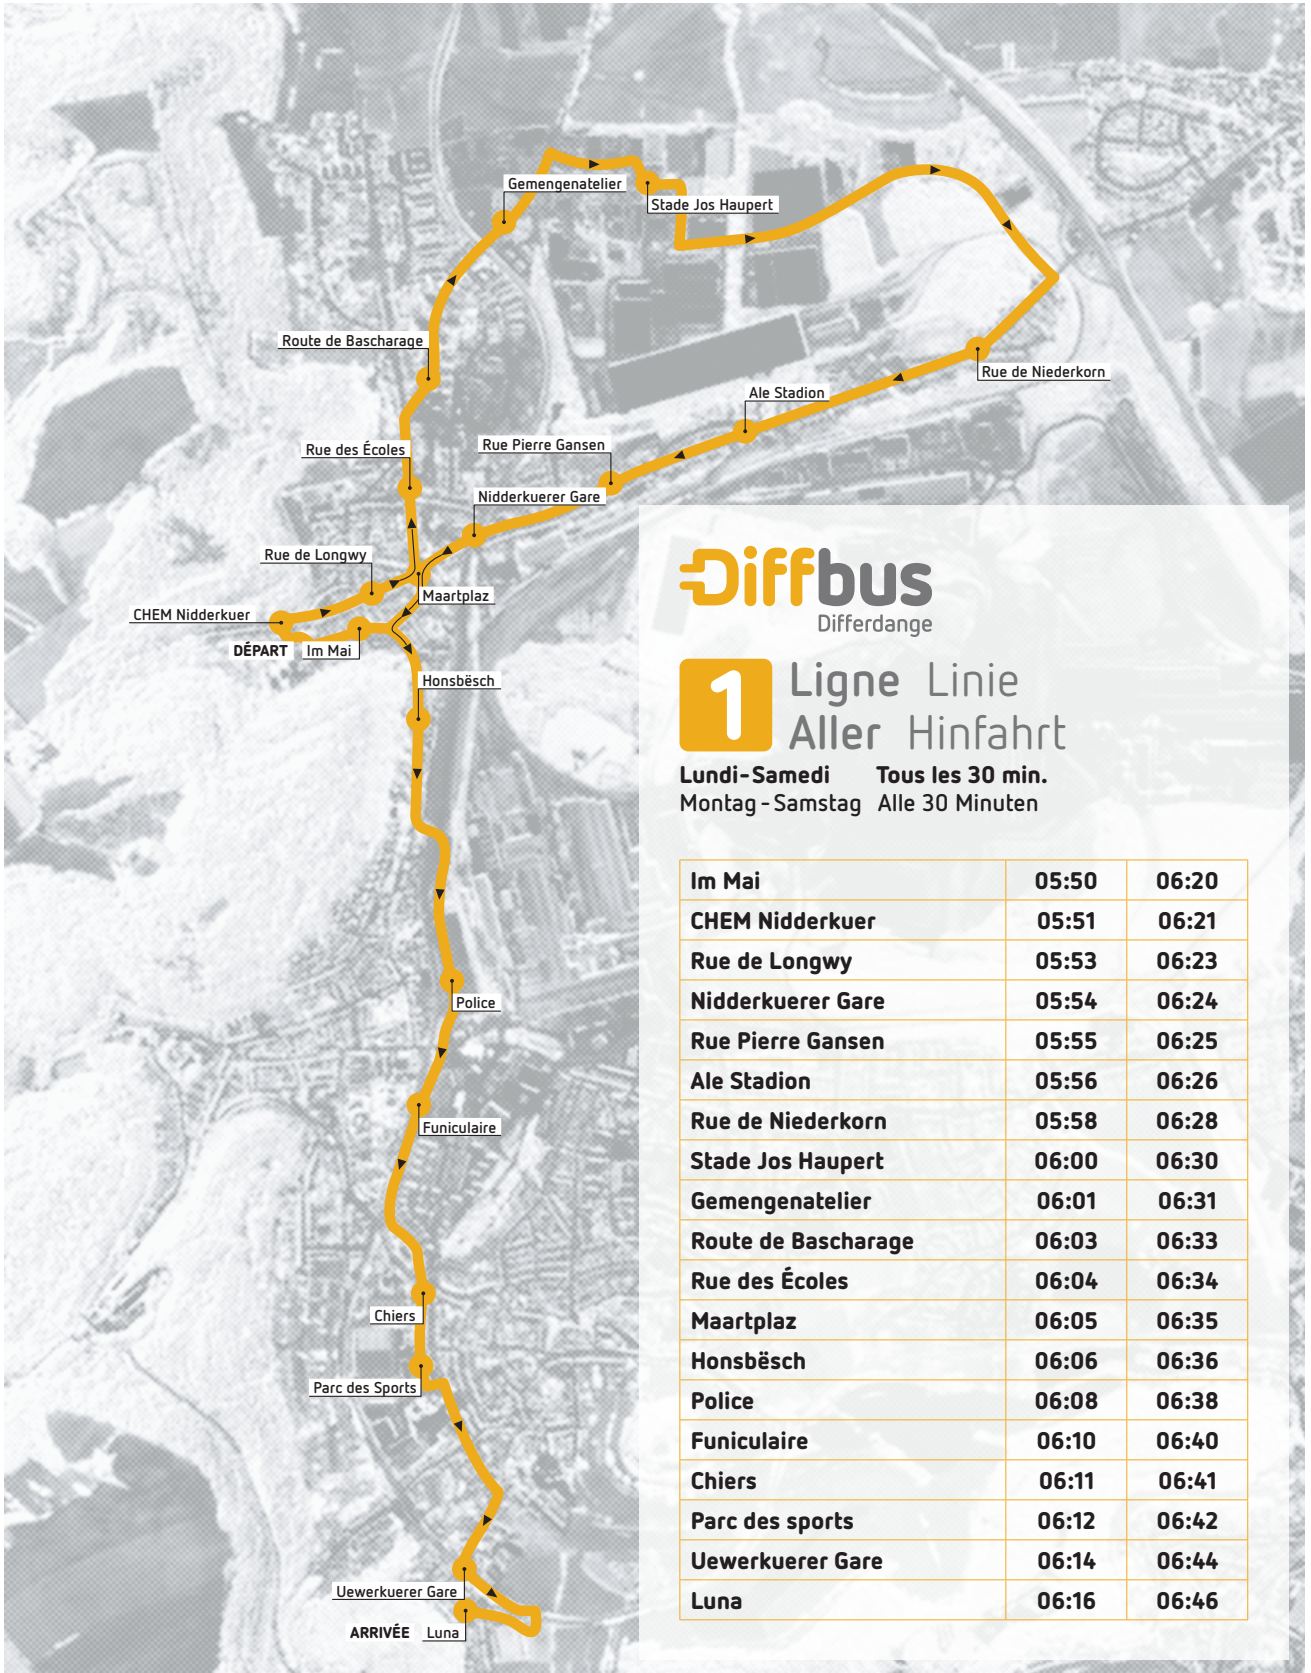 Gemengenatelier
Stade Jos Haupert
Route de Bascharage
Rue de Niederkorn
Ale Stadion
Rue des Écoles
Rue Pierre Gansen
Nidderkuerer Gare
Rue de Longwy
Maartplaz
CHEM Nidderkuer
DÉPART Im Mai
Honsbësch
Police
Funiculaire
Chiers
Parc des Sports
Uewerkuerer Gare
ARRIVÉE Luna
Diffbus
Differdange
1 Ligne Linie
Aller Hinfahrt
Lundi-Samedi Tous les 30 min.
Montag - Samstag Alle 30 Minuten
Im Mai 05:50 06:20
CHEM Nidderkuer 05:51 06:21
Rue de Longwy 05:53 06:23
Nidderkuerer Gare 05:54 06:24
Rue Pierre Gansen 05:55 06:25
Ale Stadion 05:56 06:26
Rue de Niederkorn 05:58 06:28
Stade Jos Haupert 06:00 06:30
Gemengenatelier 06:01 06:31
Route de Bascharage 06:03 06:33
Rue des Écoles 06:04 06:34
Maartplaz 06:05 06:35
Honsbësch 06:06 06:36
Police 06:08 06:38
Funiculaire 06:10 06:40
Chiers 06:11 06:41
Parc des sports 06:12 06:42
Uewerkuerer Gare 06:14 06:44
Luna 06:16 06:46